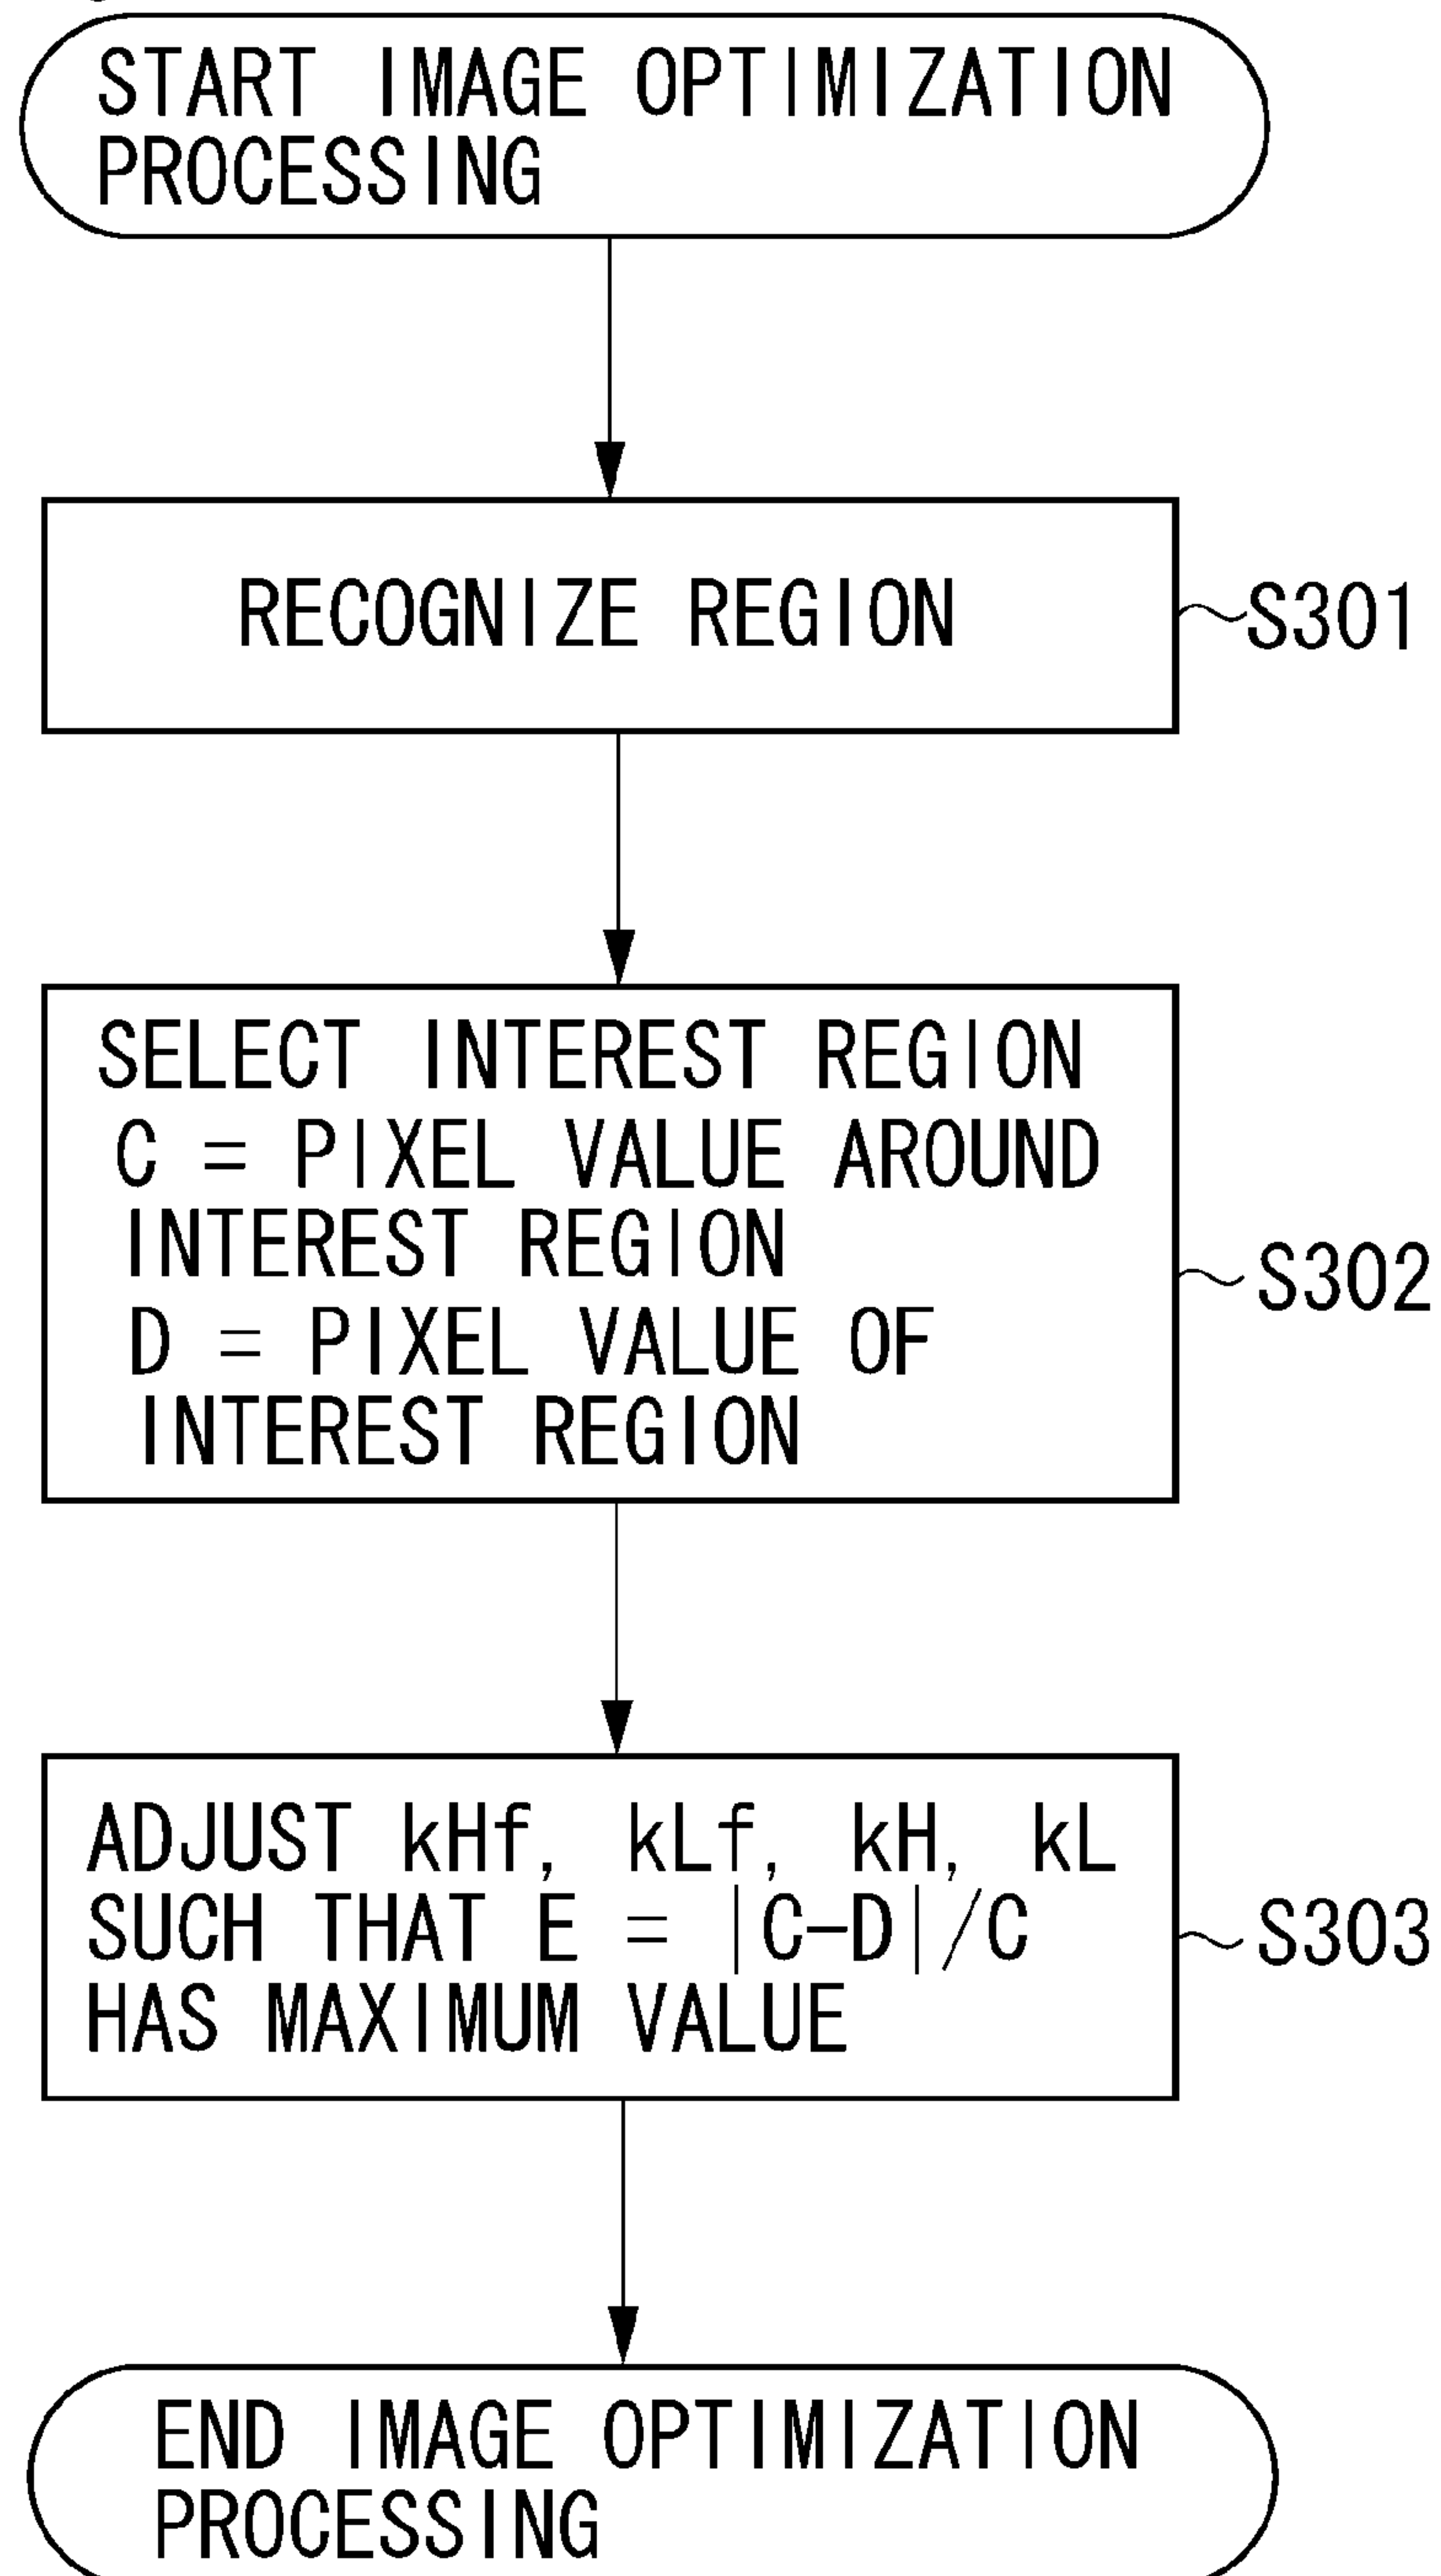 START IMAGE OPTIMIZATION
PROCESSING
RECOGNIZE REGION
S301
SELECT INTEREST REGION
C = PIXEL VALUE AROUND
INTEREST REGION
D = PIXEL VALUE OF
INTEREST REGION
S302
ADJUST kHf, kLf, kH, kL
SUCH THAT E = |C-D|/C
HAS MAXIMUM VALUE
S303
END IMAGE OPTIMIZATION
PROCESSING